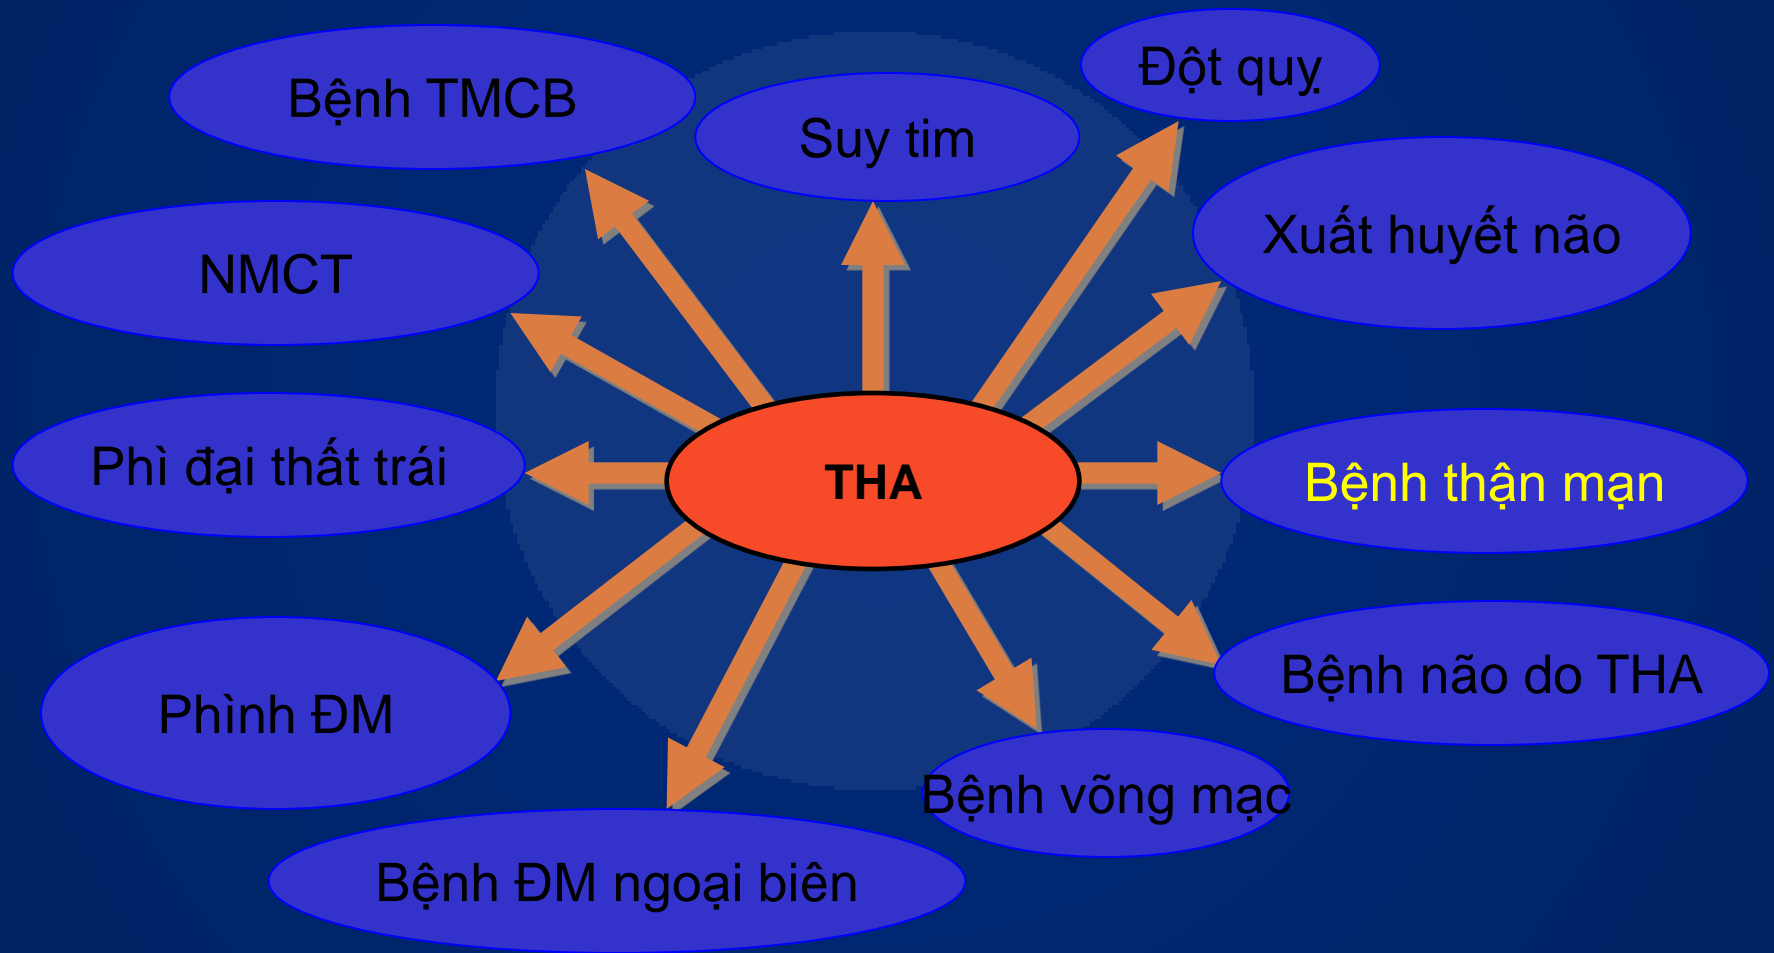 Đột quỵ
Bệnh TMCB
Suy tim
Xuất huyết não
NMCT
Phì đại thất trái
THA
Bệnh thận mạn
Bệnh não do THA
Phình ĐM
Bệnh võng mạc
Bệnh ĐM ngoại biên